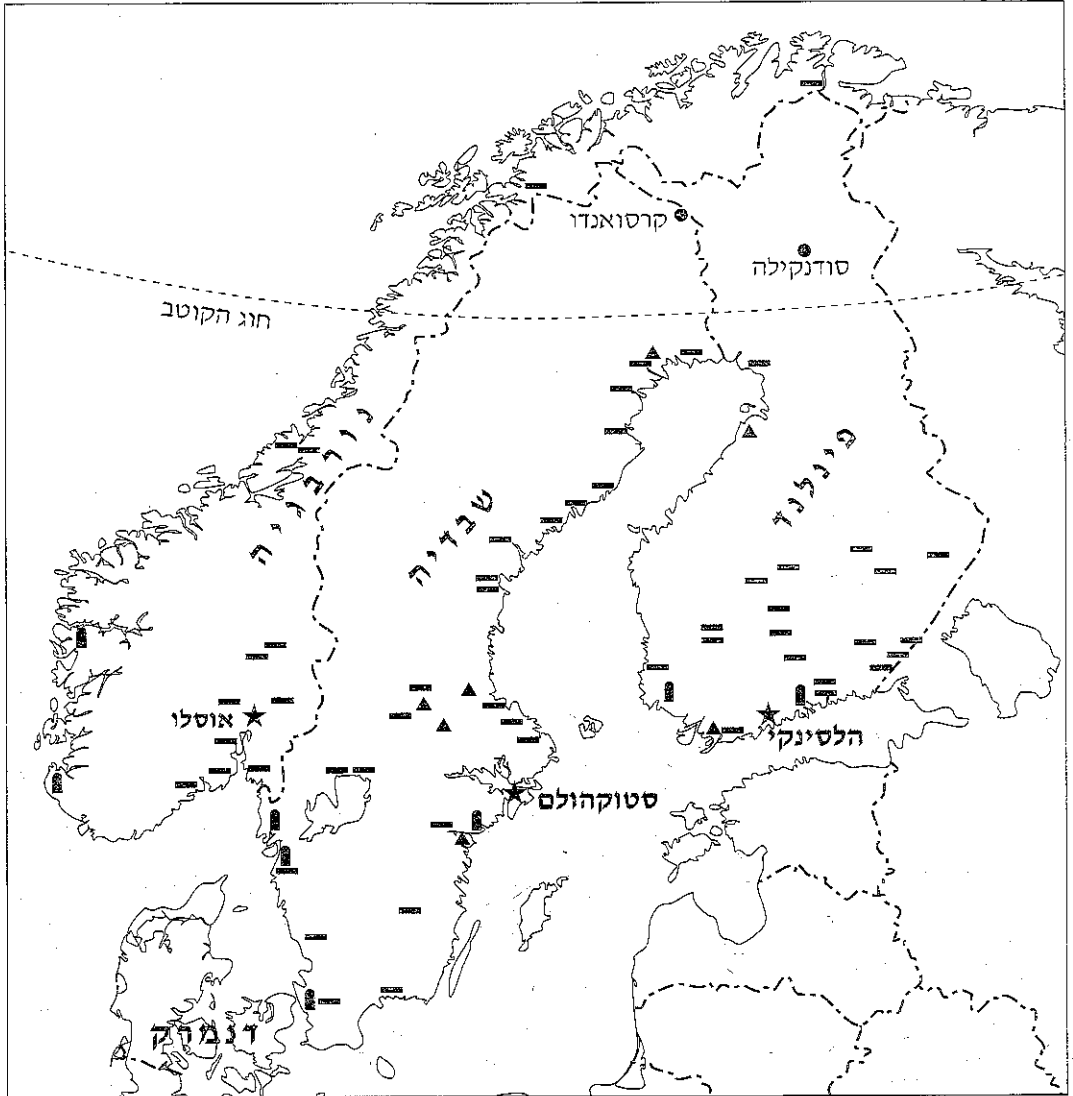 קרסואנדו
סודנקילה
חוג הקוטב
נורבגיה
שבדיה
פינלנד
אוסלו
הלסינקי
סטוקהולם
דנמרק